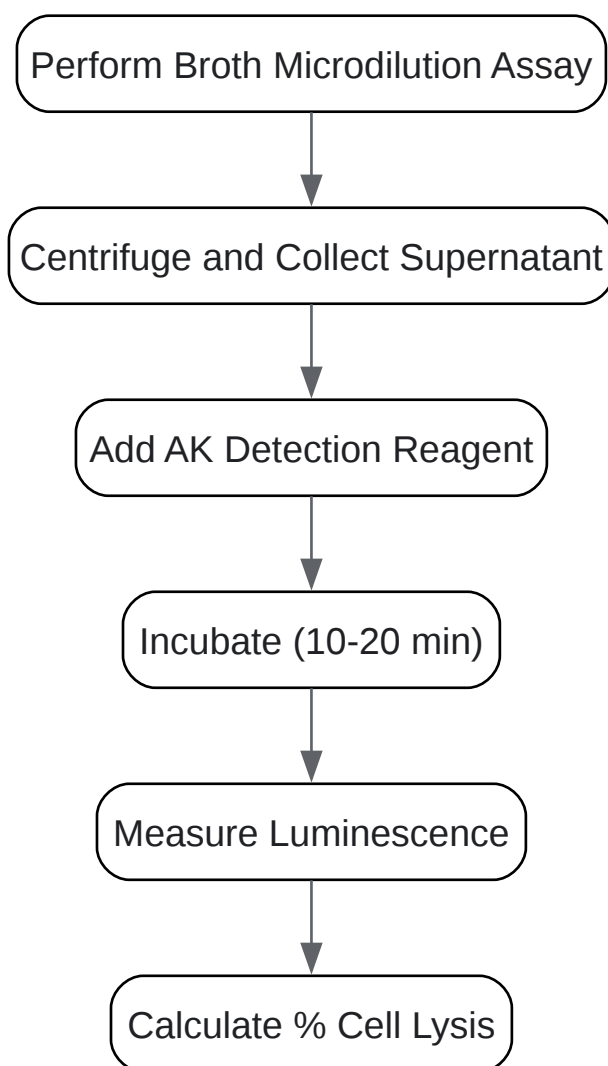 Perform Broth Microdilution Assay
Centrifuge and Collect Supernatant
Add AK Detection Reagent
Incubate (10-20 min)
Measure Luminescence
Calculate % Cell Lysis